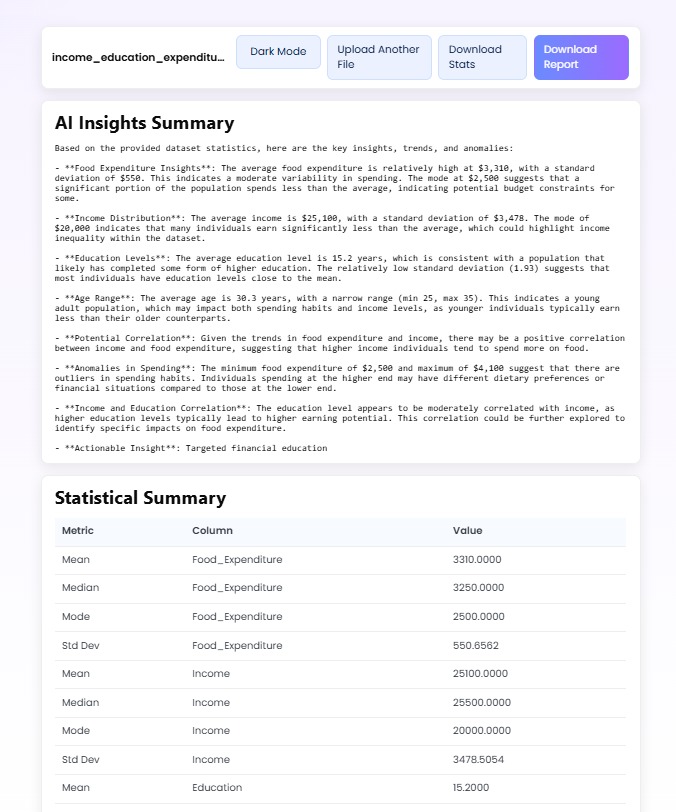 income_education_expenditu...
Dark Mode
Upload Another
File
Download
Stats
Download
Report
AI Insights Summary
Based on the provided dataset statistics, here are the key insights, trends, and anomalies:
- **Food Expenditure Insights**: The average food expenditure is relatively high at $3,310, with a standard
deviation of $550. This indicates a moderate variability in spending. The mode at $2,500 suggests that a
significant portion of the population spends less than the average, indicating potential budget constraints for
some.
- **Income Distribution**: The average income is $25,100, with a standard deviation of $3,478. The mode of
$20,000 indicates that many individuals earn significantly less than the average, which could highlight income
inequality within the dataset.
- **Education Levels**: The average education level is 15.2 years, which is consistent with a population that
likely has completed some form of higher education. The relatively low standard deviation (1.93) suggests that
most individuals have education levels close to the mean.
- **Age Range**: The average age is 30.3 years, with a narrow range (min 25, max 35). This indicates a young
adult population, which may impact both spending habits and income levels, as younger individuals typically earn
less than their older counterparts.
- **Potential Correlation**: Given the trends in food expenditure and income, there may be a positive correlation
between income and food expenditure, suggesting that higher income individuals tend to spend more on food.
- **Anomalies in Spending**: The minimum food expenditure of $2,500 and maximum of $4,100 suggest that there are
outliers in spending habits. Individuals spending at the higher end may have different dietary preferences or
financial situations compared to those at the lower end.
- **Income and Education Correlation**: The education level appears to be moderately correlated with income, as
higher education levels typically lead to higher earning potential. This correlation could be further explored to
identify specific impacts on food expenditure.
- **Actionable Insight**: Targeted financial education
Statistical Summary
Metric Column Value
Mean Food_Expenditure 3310.0000
Median Food_Expenditure 3250.0000
Mode Food_Expenditure 2500.0000
Std Dev Food_Expenditure 550.6562
Mean Income 25100.0000
Median Income 25500.0000
Mode Income 20000.0000
Std Dev Income 3478.5054
Mean Education 15.2000